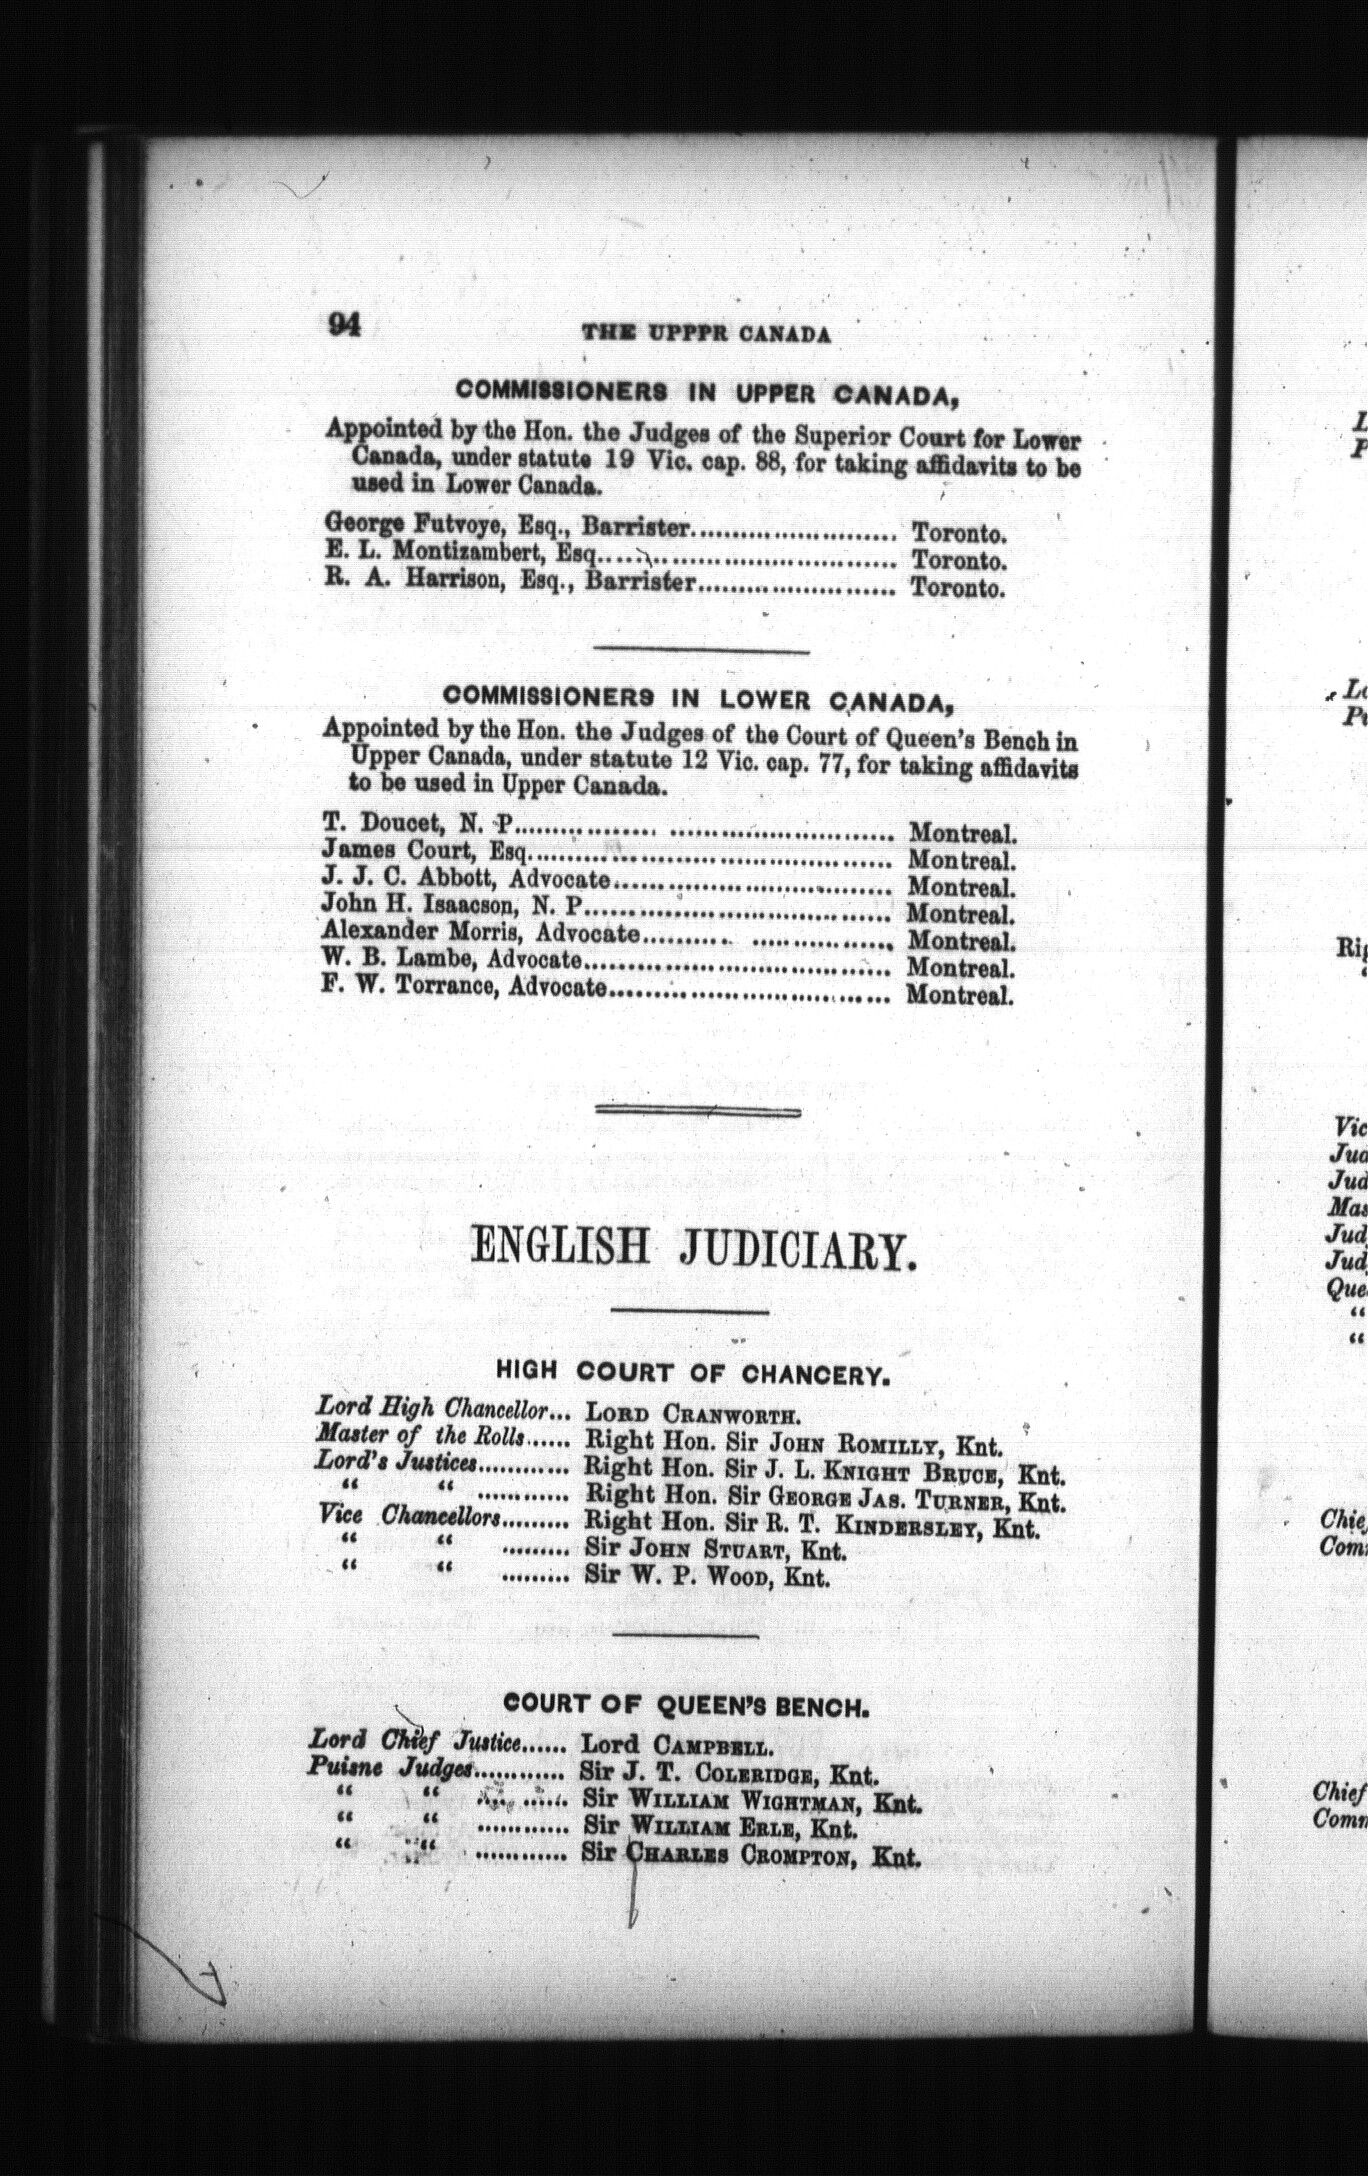 94
THE UPPPR CANADA
COMMISSIONERS IN UPPER CANADA,
Appointed by the Hon. the Judges of the Superior Court for Lower
Canada, under statute 19 Vic. cap. 88, for taking affidavits to be
used in Lower Canada.
George Futvoye, Esq., Barrister........................ Toronto.
E. L. Montizambert, Esq.................................... Toronto.
R. A. Harrison, Esq., Barrister........................ Toronto.
COMMISSIONERS IN LOWER CANADA,
Appointed by the Hon. the Judges of the Court of Queen's Bench in
Upper Canada, under statute 12 Vic. cap. 77, for taking affidavits
to be used in Upper Canada.
T. Doucet, N. P............................................. Montreal.
James Court, Esq........................................... Montreal.
J. J. C. Abbott, Advocate................................. Montreal.
John H. Isaacson, N. P.................................... Montreal.
Alexander Morris, Advocate.......... ................. Montreal.
W. B. Lambe, Advocate.................................... Montreal.
F. W. Torrance, Advocate................................. Montreal.
ENGLISH JUDICIARY.
HIGH COURT OF CHANCERY.
Lord High Chancellor... LORD CRANWORTH.
Master of the Rolls...... Right Hon. Sir JOHN ROMILLY, Knt.
Lord's Justices............ Right Hon. Sir J. L. KNIGHT BRUCE, Knt.
“ “ ............ Right Hon. Sir GEORGE JAS. TURNER, Knt.
Vice Chancellors......... Right Hon. Sir R. T. KINDERSLEY, Knt.
“ “ ......... Sir JOHN STUART, Knt.
“ “ ......... Sir W. P. WOOD, Knt.
COURT OF QUEEN'S BENCH.
Lord Chief Justice...... Lord CAMPBELL.
Puisne Judges............ Sir J. T. COLERIDGE, Knt.
“ “ .... ...... Sir WILLIAM WIGHTMAN, Knt.
“ “ ............ Sir WILLIAM ERLE, Knt.
“ “ ............ Sir CHARLES CROMPTON, Knt.